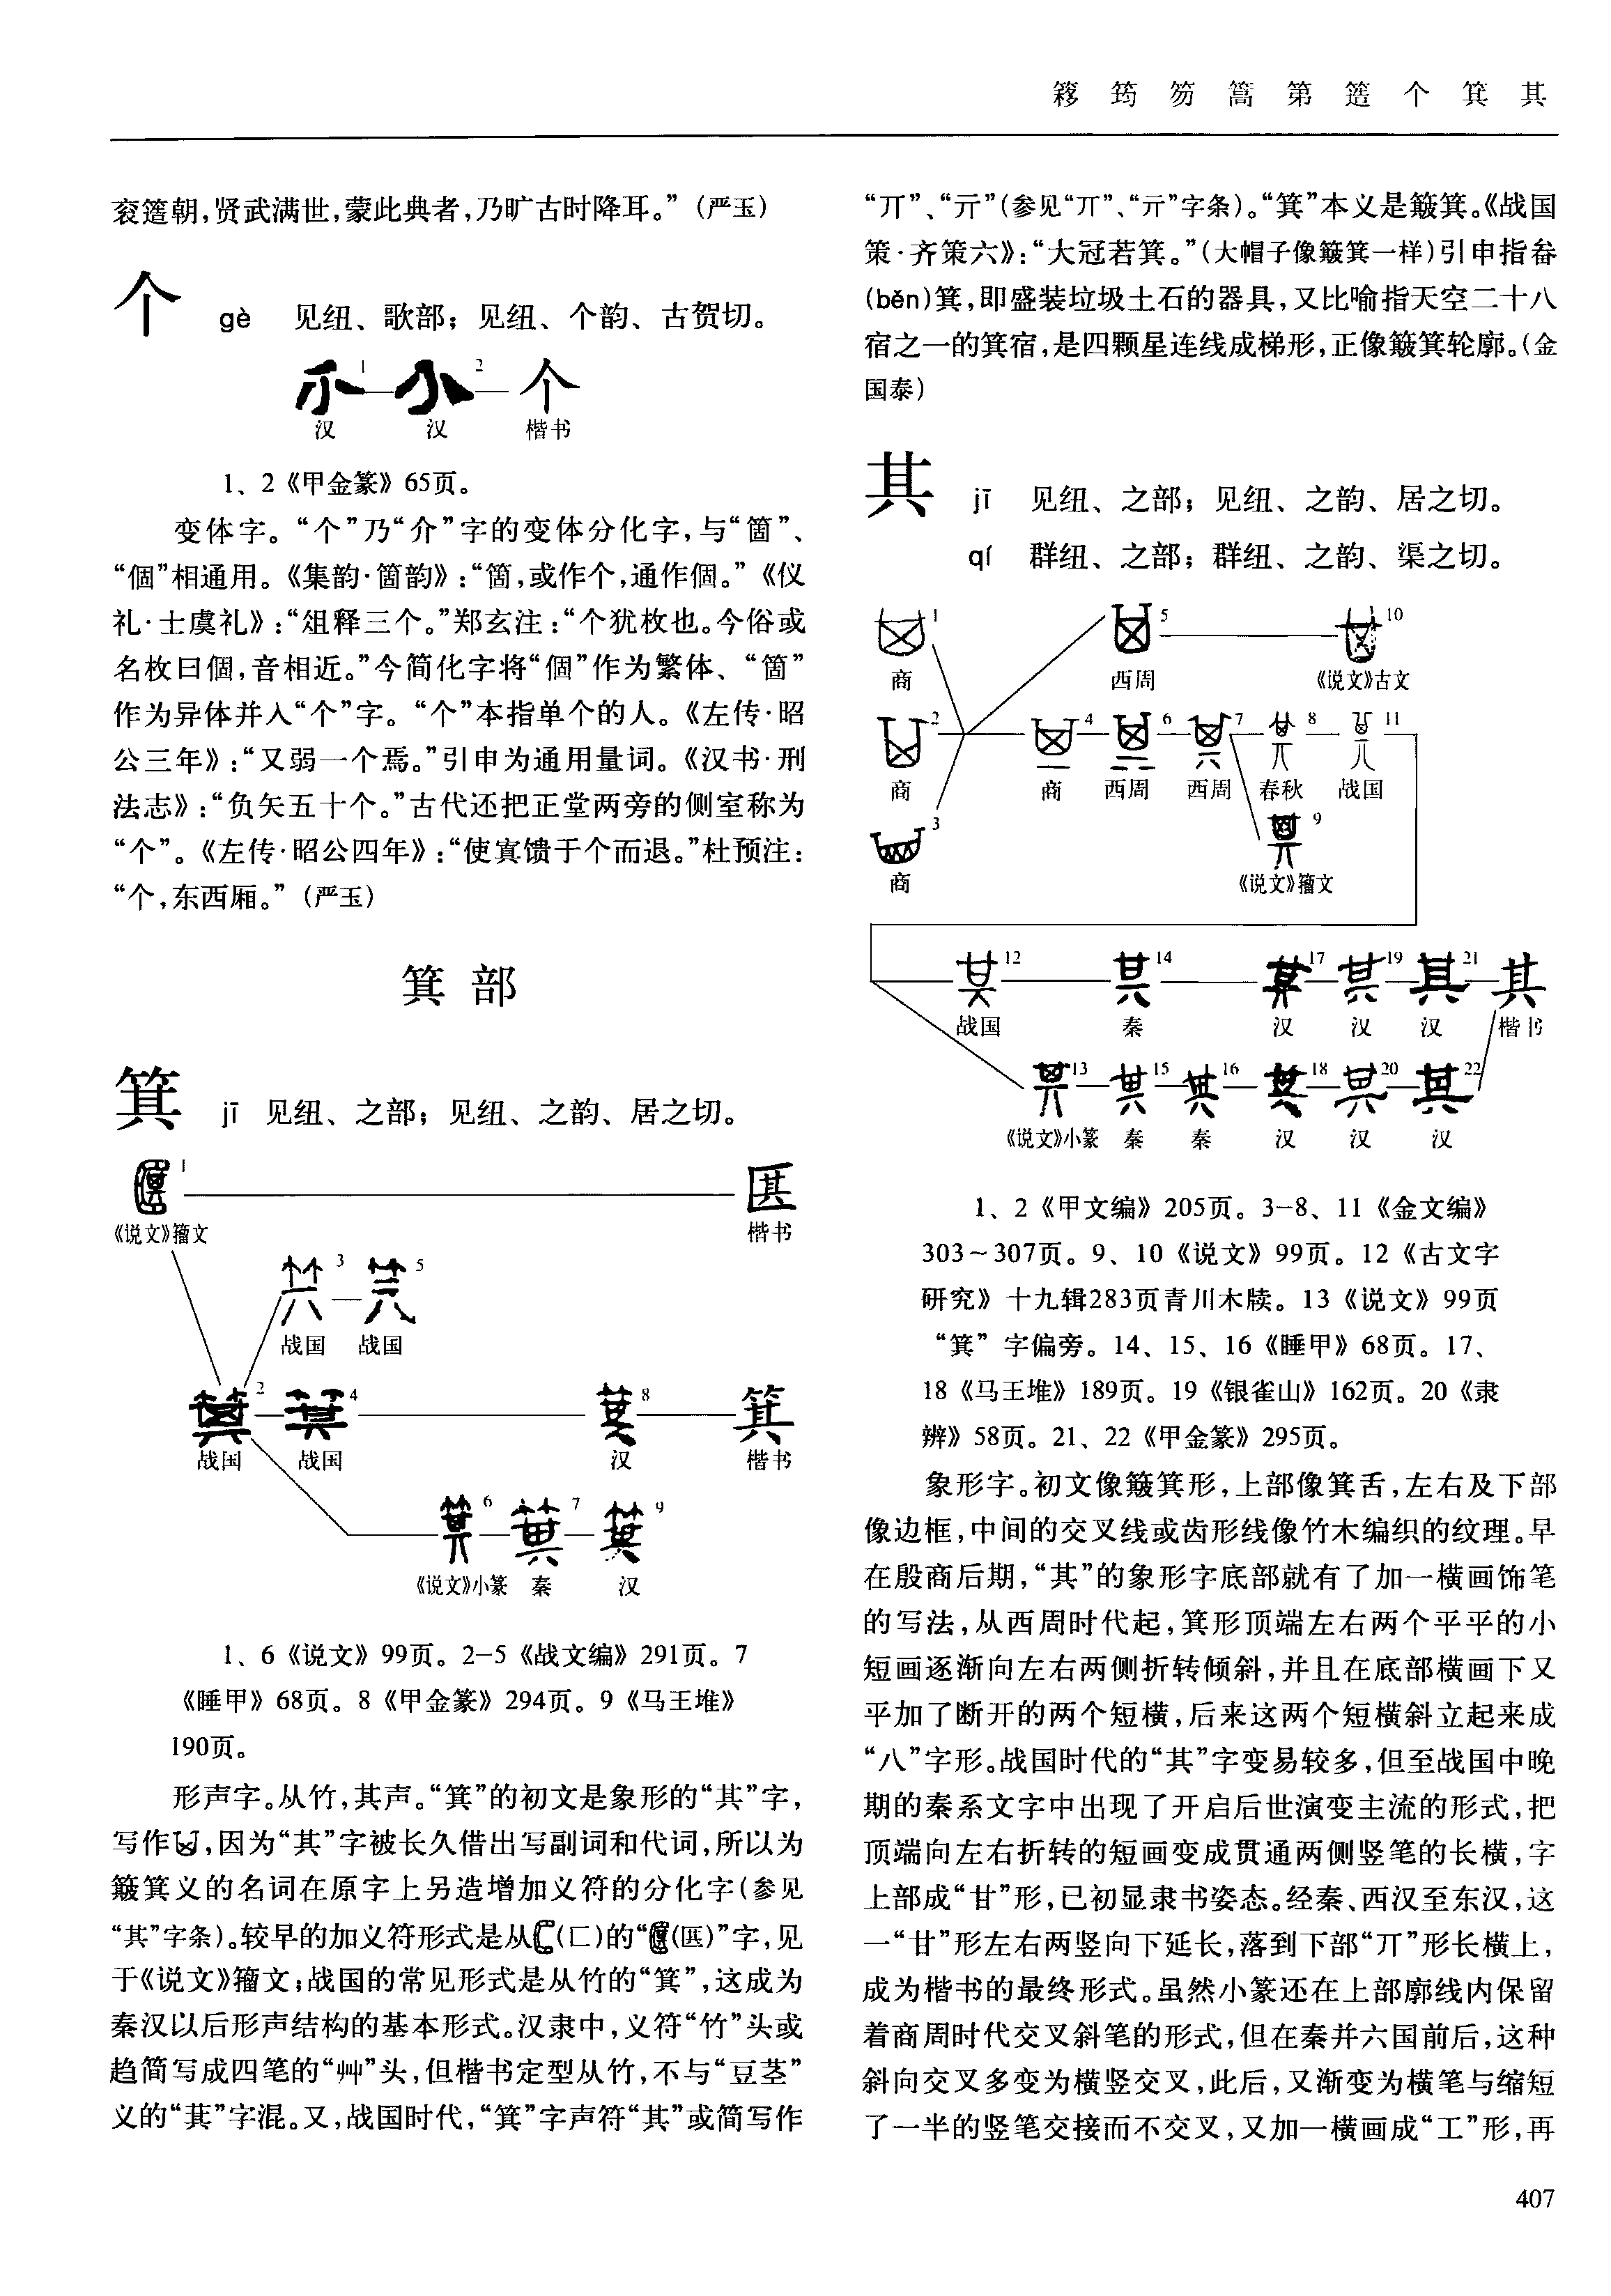 簃 筠 笏 篙 第 簉 个 箕 其
衮簉朝，贤武满世，蒙此典者，乃旷古时降耳。”（严玉）
个 gè 见纽、歌部；见纽、个韵、古贺切。
1 2 个
汉 汉 楷书
1、2《甲金篆》65页。
变体字。“个”乃“介”字的变体分化字，与“箇”、
“個”相通用。《集韵·箇韵》：“箇，或作个，通作個。”《仪
礼·士虞礼》：“俎释三个。”郑玄注：“个犹枚也。今俗或
名枚曰個，音相近。”今简化字将“個”作为繁体、“箇”
作为异体并入“个”字。“个”本指单个的人。《左传·昭
公三年》：“又弱一个焉。”引申为通用量词。《汉书·刑
法志》：“负矢五十个。”古代还把正堂两旁的侧室称为
“个”。《左传·昭公四年》：“使寘馈于个而退。”杜预注：
“个，东西厢。”（严玉）
箕 部
箕 jī 见纽、之部；见纽、之韵、居之切。
1 匧
《说文》籀文 楷书
3 5
战国 战国
2 4 8 箕
战国 战国 汉 楷书
6 7 9
《说文》小篆 秦 汉
1、6《说文》99页。2－5《战文编》291页。7
《睡甲》68页。8《甲金篆》294页。9《马王堆》
190页。
形声字。从竹，其声。“箕”的初文是象形的“其”字，
写作，因为“其”字被长久借出写副词和代词，所以为
簸箕义的名词在原字上另造增加义符的分化字（参见
“其”字条）。较早的加义符形式是从（匚）的“（𠥩）”字，见
于《说文》籀文；战国的常见形式是从竹的“箕”，这成为
秦汉以后形声结构的基本形式。汉隶中，义符“竹”头或
趋简写成四笔的“艸”头，但楷书定型从竹，不与“豆茎”
义的“萁”字混。又，战国时代，“箕”字声符“其”或简写作
“丌”、“亓”（参见“丌”、“亓”字条）。“箕”本义是簸箕。《战国
策·齐策六》：“大冠若箕。”（大帽子像簸箕一样）引申指畚
（běn）箕，即盛装垃圾土石的器具，又比喻指天空二十八
宿之一的箕宿，是四颗星连线成梯形，正像簸箕轮廓。（金
国泰）
其 jī 见纽、之部；见纽、之韵、居之切。
qí 群纽、之部；群纽、之韵、渠之切。
1 5 10
商 西周 《说文》古文
2 4 6 7 8 11
商 商 西周 西周 春秋 战国
3 9
商 《说文》籀文
12 14 17 19 21 其
战国 秦 汉 汉 汉 楷书
13 15 16 18 20 22
《说文》小篆 秦 秦 汉 汉 汉
1、2《甲文编》205页。3－8、11《金文编》
303～307页。9、10《说文》99页。12《古文字
研究》十九辑283页青川木牍。13《说文》99页
“箕”字偏旁。14、15、16《睡甲》68页。17、
18《马王堆》189页。19《银雀山》162页。20《隶
辨》58页。21、22《甲金篆》295页。
象形字。初文像簸箕形，上部像箕舌，左右及下部
像边框，中间的交叉线或齿形线像竹木编织的纹理。早
在殷商后期，“其”的象形字底部就有了加一横画饰笔
的写法，从西周时代起，箕形顶端左右两个平平的小
短画逐渐向左右两侧折转倾斜，并且在底部横画下又
平加了断开的两个短横，后来这两个短横斜立起来成
“八”字形。战国时代的“其”字变易较多，但至战国中晚
期的秦系文字中出现了开启后世演变主流的形式，把
顶端向左右折转的短画变成贯通两侧竖笔的长横，字
上部成“甘”形，已初显隶书姿态。经秦、西汉至东汉，这
一“甘”形左右两竖向下延长，落到下部“丌”形长横上，
成为楷书的最终形式。虽然小篆还在上部廓线内保留
着商周时代交叉斜笔的形式，但在秦并六国前后，这种
斜向交叉多变为横竖交叉，此后，又渐变为横笔与缩短
了一半的竖笔交接而不交叉，又加一横画成“工”形，再
407